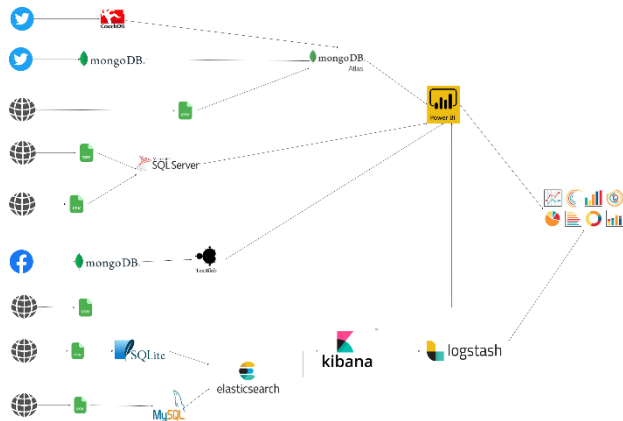 CouchDB
mongoDB.
mongoDB.
Atlas
Power BI
SQL Server
mongoDB.
SQLite
MySQL
elasticsearch
kibana
logstash